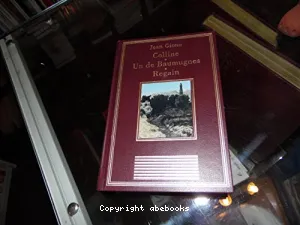 Jean Giono
Colline
Un de Baumugnes
Regain
Copyright abebooks